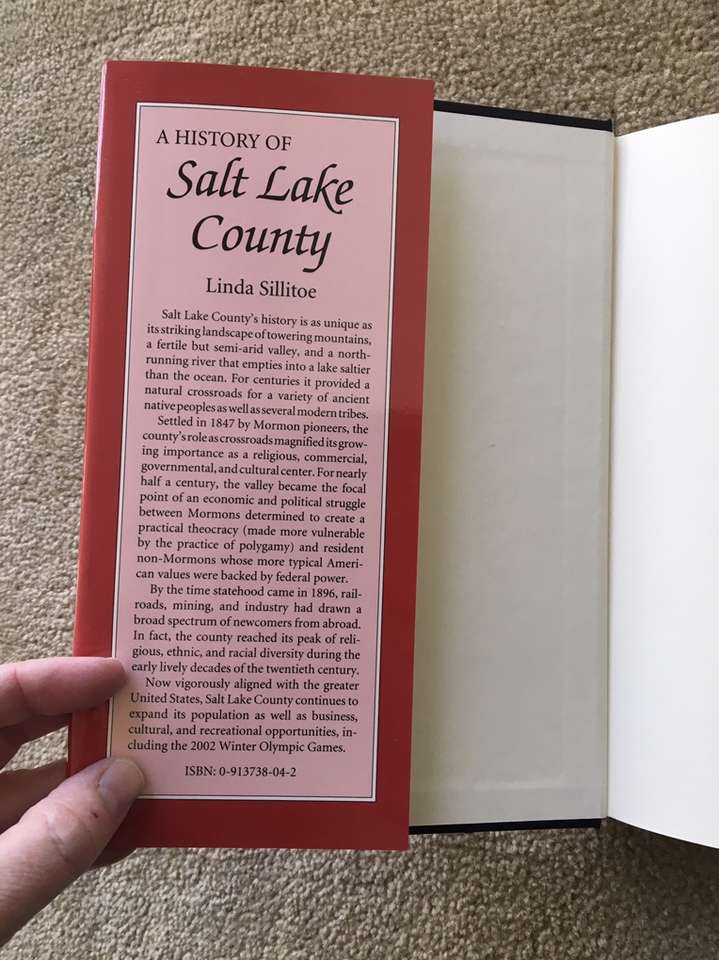 A HISTORY OF
Salt Lake
County
Linda Sillitoe
Salt Lake County's history is as unique as
its striking landscape of towering mountains,
a fertile but semi-arid valley, and a north-
running river that empties into a lake saltier
than the ocean. For centuries it provided a
natural crossroads for a variety of ancient
native peoples as well as several modern tribes.
Settled in 1847 by Mormon pioneers, the
county's role as crossroads magnified its grow-
ing importance as a religious, commercial,
governmental, and cultural center. For nearly
half a century, the valley became the focal
point of an economic and political struggle
between Mormons determined to create a
practical theocracy (made more vulnerable
by the practice of polygamy) and resident
non-Mormons whose more typical Ameri-
can values were backed by federal power.
By the time statehood came in 1896, rail-
roads, mining, and industry had drawn a
broad spectrum of newcomers from abroad.
In fact, the county reached its peak of reli-
gious, ethnic, and racial diversity during the
early lively decades of the twentieth century.
Now vigorously aligned with the greater
United States, Salt Lake County continues to
expand its population as well as business,
cultural, and recreational opportunities, in-
cluding the 2002 Winter Olympic Games.
ISBN: 0-913738-04-2